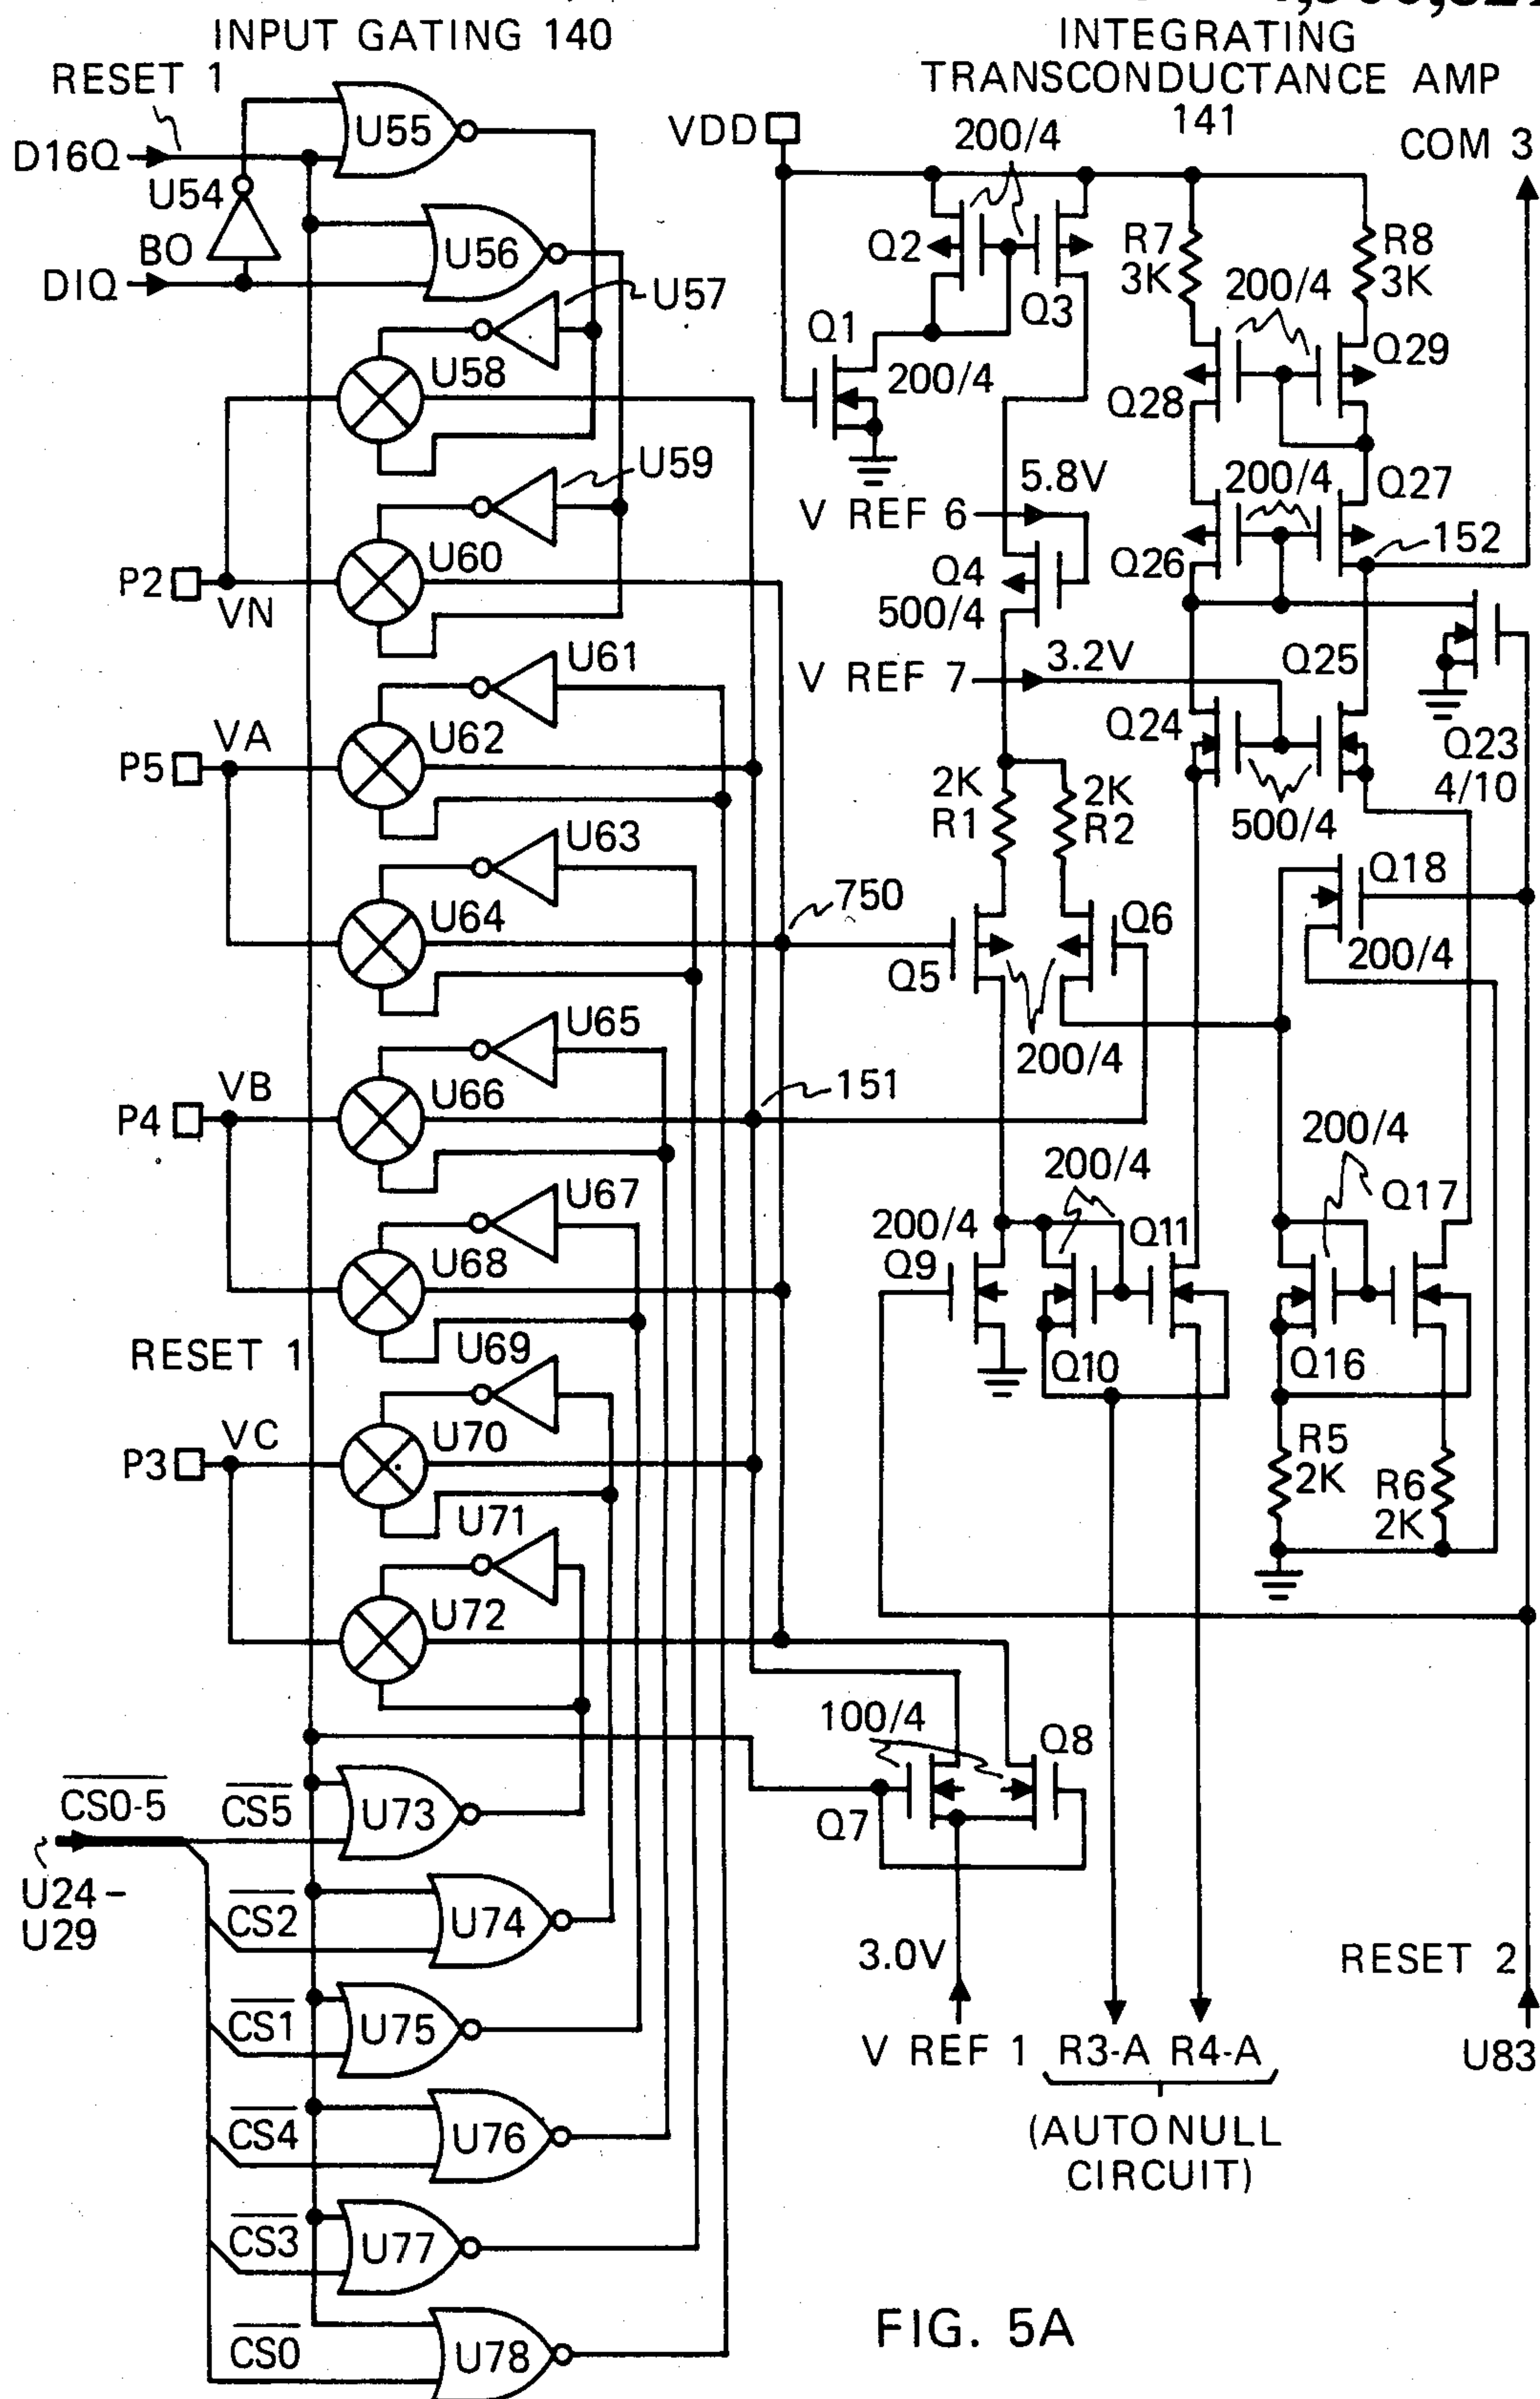 INPUT GATING 140
INTEGRATING
TRANSCONDUCTANCE AMP
141
RESET 1
D16Q
U54
U55
BO
D1Q
U56
U57
U58
U59
U60
P2
VN
U61
VA
P5
U62
U63
U64
U65
VB
P4
U66
U67
U68
RESET 1
U69
VC
P3
U70
U71
U72
CS0-5
CS5
U73
U24-
U29
CS2
U74
CS1
U75
CS4
U76
CS3
U77
CS0
U78
VDD
200/4
COM 3
Q2
Q3
R7
3K
R8
3K
Q1
200/4
200/4
Q28
Q29
5.8V
V REF 6
Q4
500/4
200/4
Q27
152
Q26
V REF 7
3.2V
Q25
Q24
Q23
4/10
500/4
2K
R1
2K
R2
Q18
200/4
750
Q5
Q6
200/4
151
200/4
200/4
Q17
200/4
Q9
Q11
Q10
Q16
R5
2K
R6
2K
100/4
Q8
Q7
3.0V
V REF 1
R3-A R4-A
(AUTO NULL
CIRCUIT)
RESET 2
U83
FIG. 5A